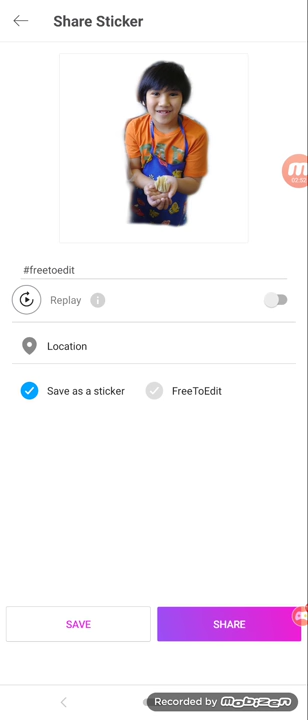 Share Sticker
#freetoedit
Replay
Location
Save as a sticker
FreeToEdit
SAVE
SHARE
Recorded by mobizen